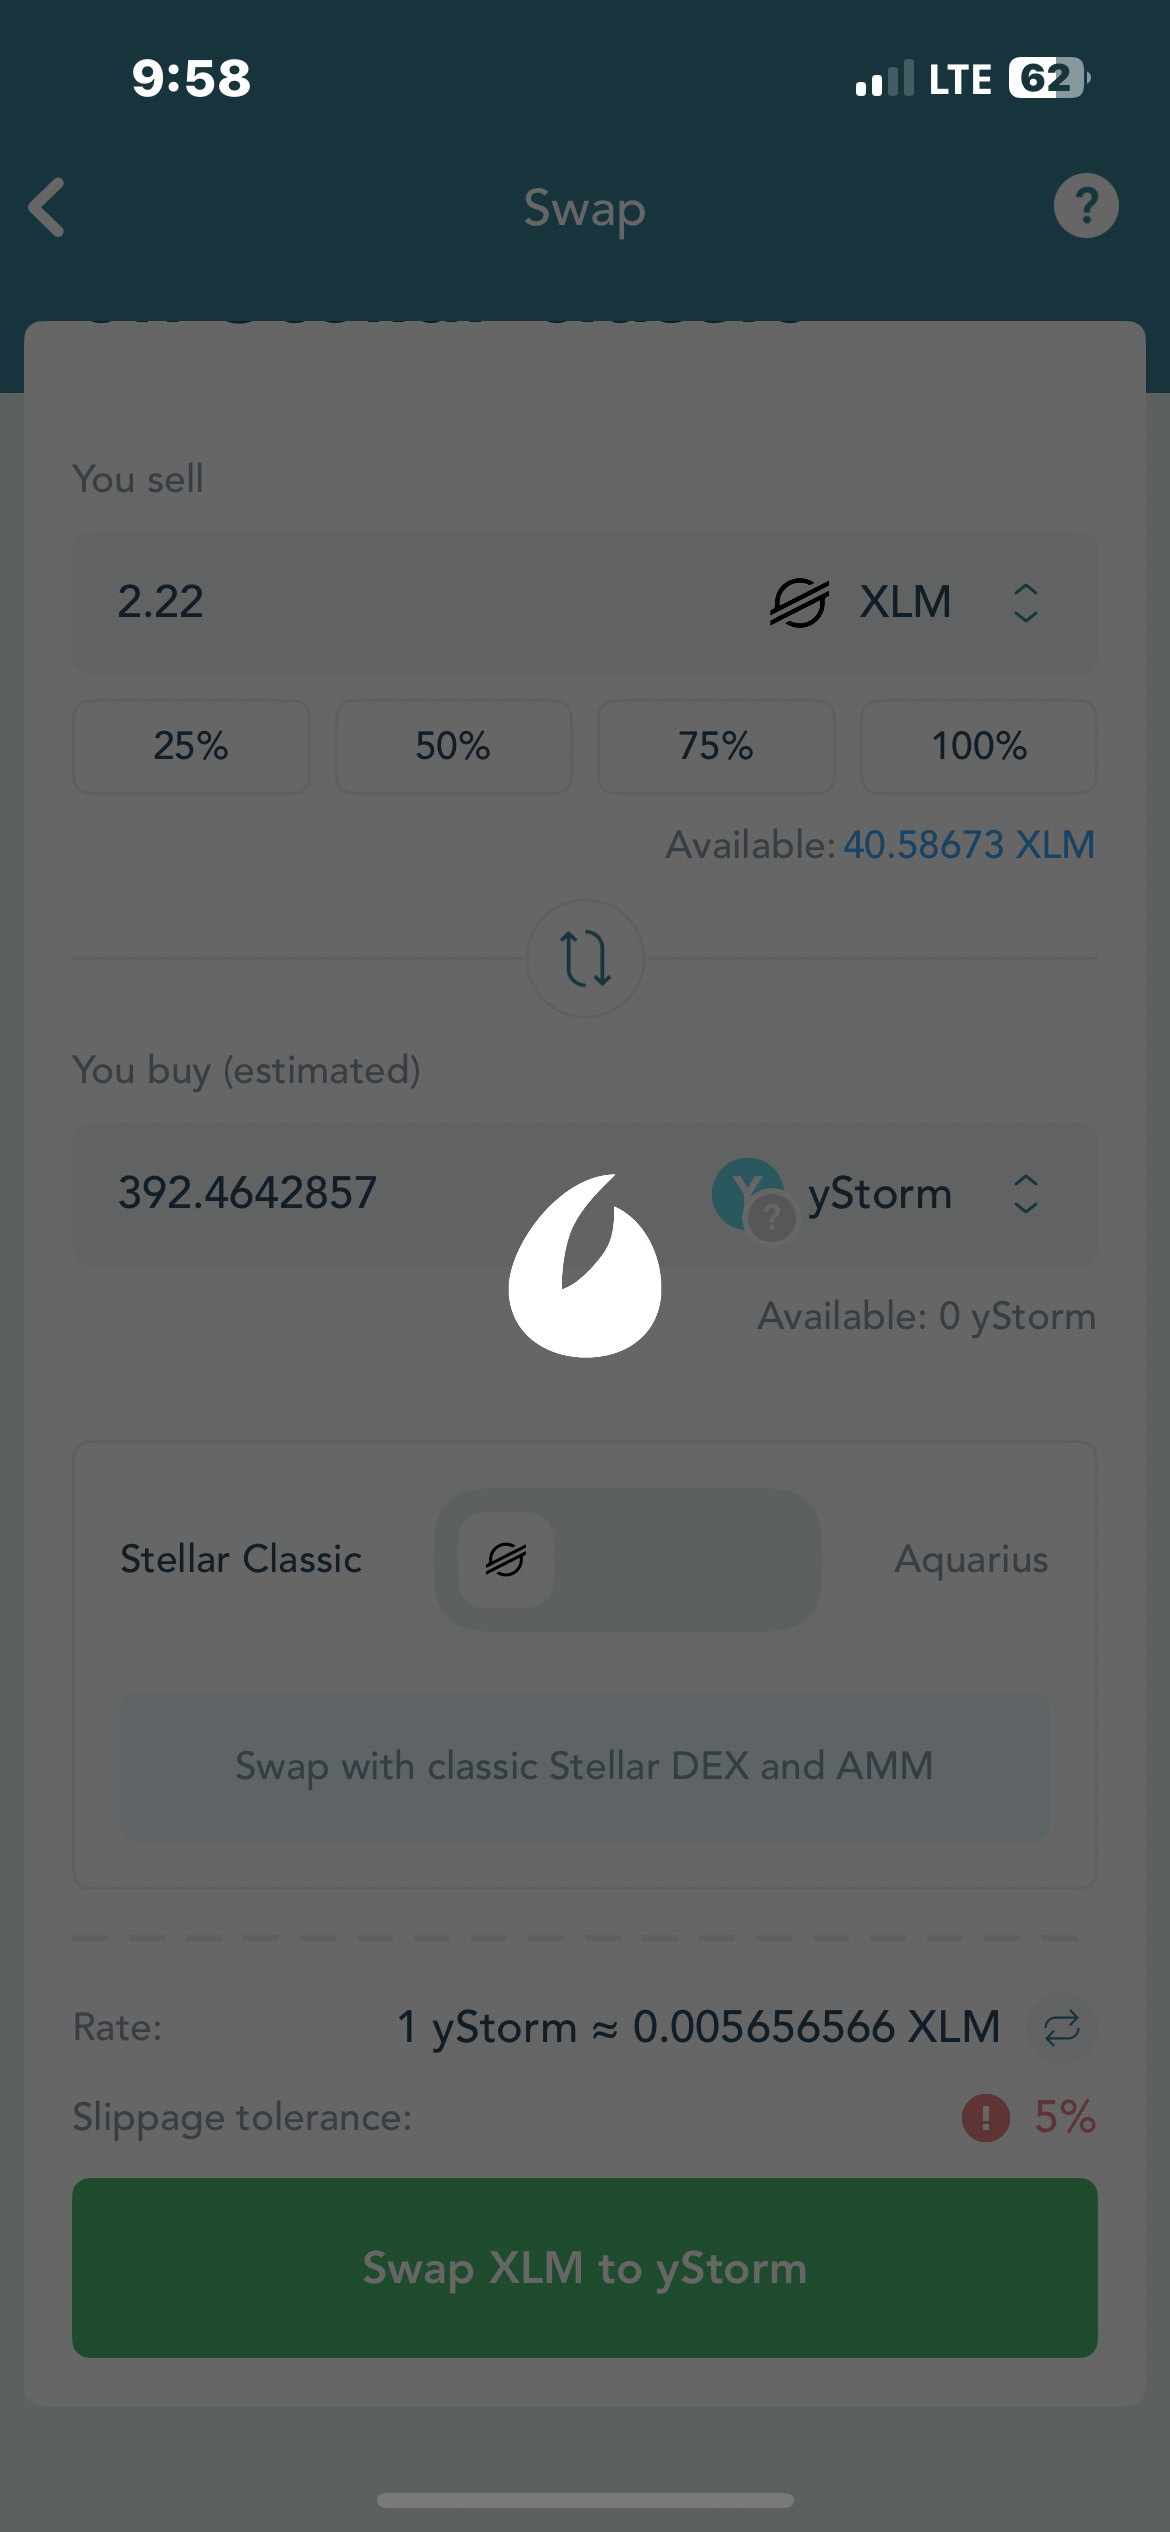 9:58
LTE 62
Swap
?
You sell
2.22 XLM
25% 50% 75% 100%
Available: 40.58673 XLM
You buy (estimated)
392.4642857 Y ? yStorm
Available: 0 yStorm
Stellar Classic Aquarius
Swap with classic Stellar DEX and AMM
Rate: 1 yStorm ≈ 0.005656566 XLM
Slippage tolerance: ! 5%
Swap XLM to yStorm